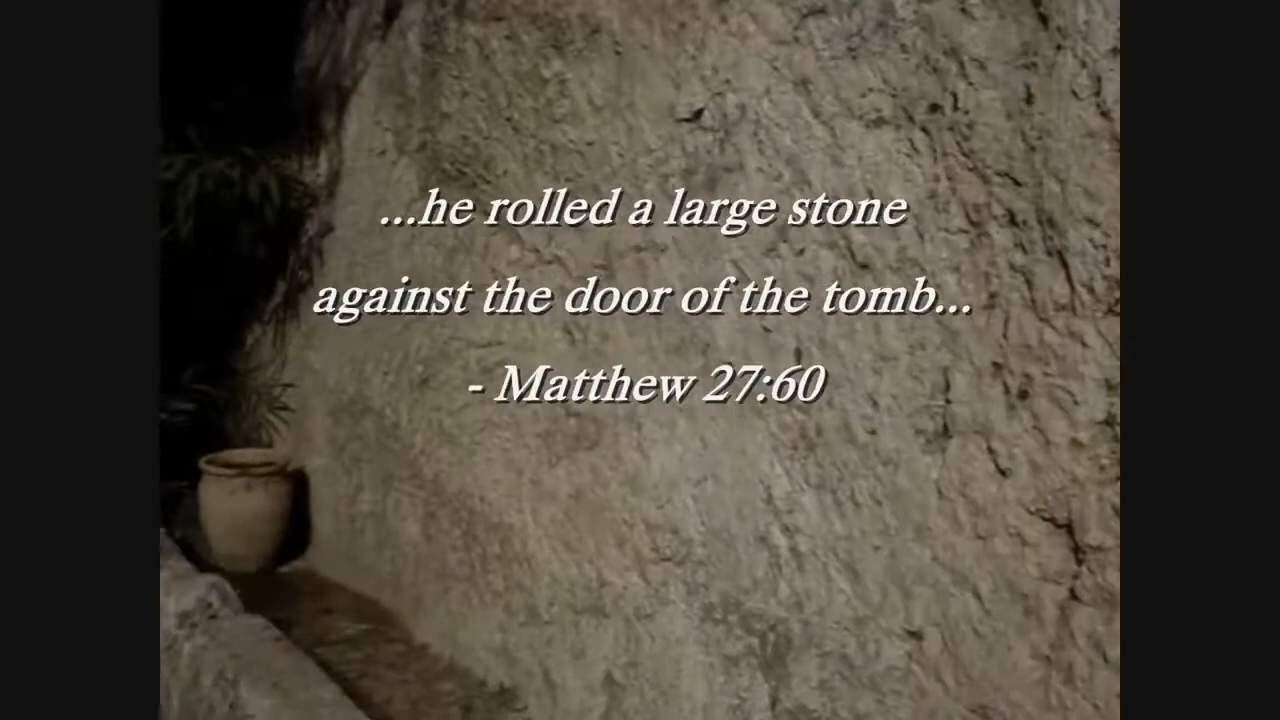 ...he rolled a large stone
against the door of the tomb...
- Matthew 27:60